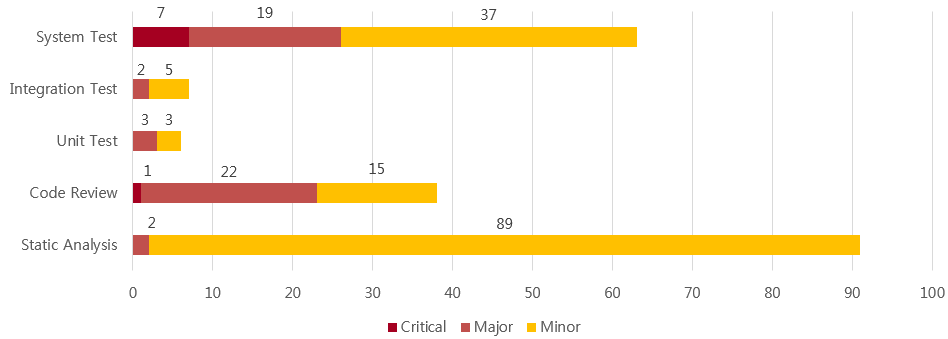 7 19 37
System Test
2 5
Integration Test
3 3
Unit Test
1 22 15
Code Review
2 89
Static Analysis
0 10 20 30 40 50 60 70 80 90 100
Critical Major Minor